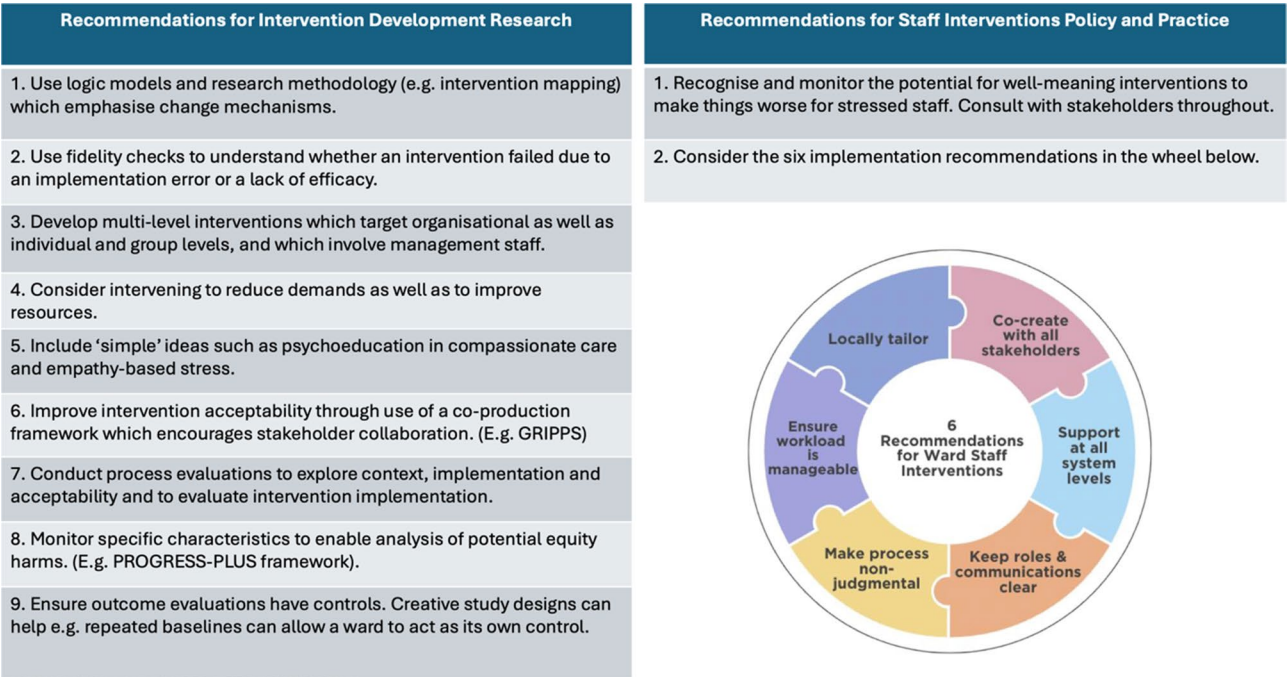 Recommendations for Intervention Development Research
1. Use logic models and research methodology (e.g. intervention mapping)
which emphasise change mechanisms.
2. Use fidelity checks to understand whether an intervention failed due to
an implementation error or a lack of efficacy.
3. Develop multi-level interventions which target organisational as well as
individual and group levels, and which involve management staff.
4. Consider intervening to reduce demands as well as to improve
resources.
5. Include ‘simple’ ideas such as psychoeducation in compassionate care
and empathy-based stress.
6. Improve intervention acceptability through use of a co-production
framework which encourages stakeholder collaboration. (E.g. GRIPPS)
7. Conduct process evaluations to explore context, implementation and
acceptability and to evaluate intervention implementation.
8. Monitor specific characteristics to enable analysis of potential equity
harms. (E.g. PROGRESS-PLUS framework).
9. Ensure outcome evaluations have controls. Creative study designs can
help e.g. repeated baselines can allow a ward to act as its own control.
Recommendations for Staff Interventions Policy and Practice
1. Recognise and monitor the potential for well-meaning interventions to
make things worse for stressed staff. Consult with stakeholders throughout.
2. Consider the six implementation recommendations in the wheel below.
6
Recommendations
for Ward Staff
Interventions
Co-create
with all
stakeholders
Support
at all
system
levels
Keep roles &
communications
clear
Make process
non-
judgmental
Ensure
workload
is
manageable
Locally tailor